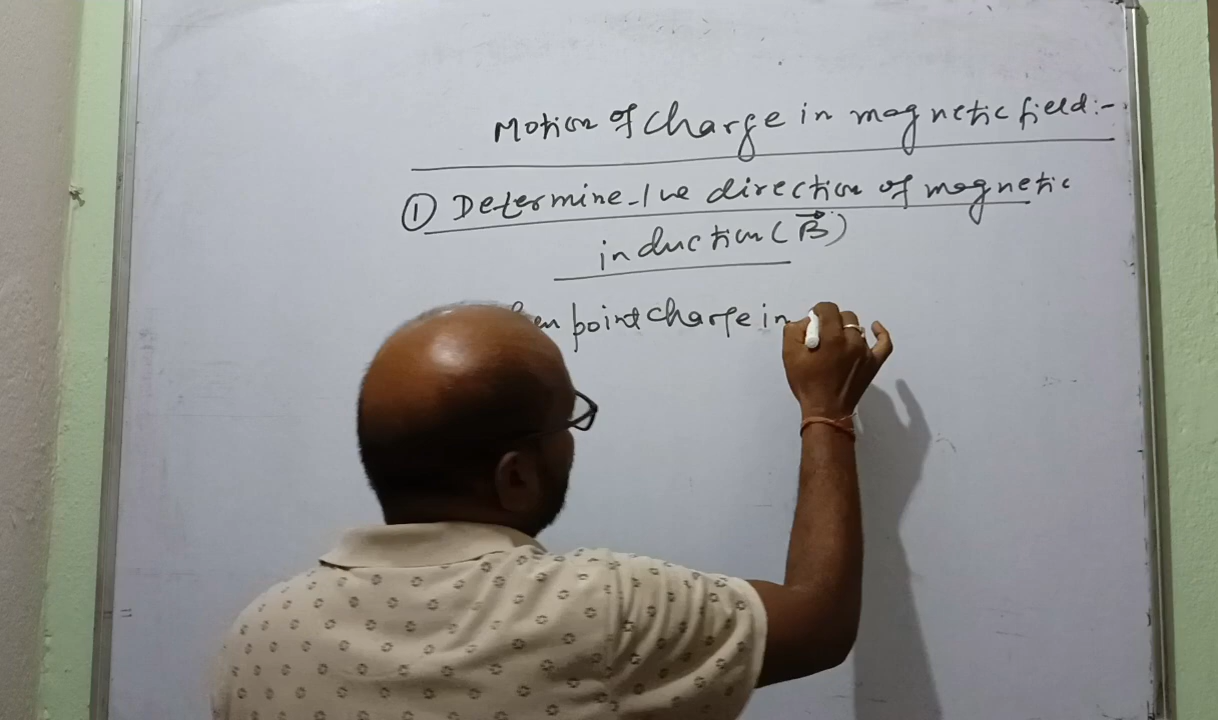 Motion of charge in magnetic field:-
① Determine the direction of magnetic
induction (B⃗)
point charge in